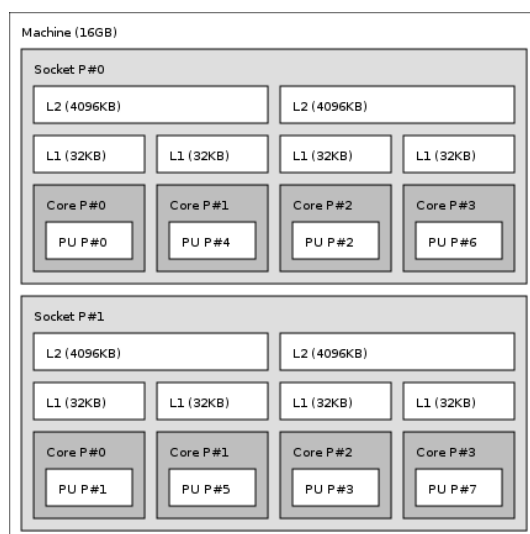 Machine (16GB)
Socket P#0
L2 (4096KB) L2 (4096KB)
L1 (32KB) L1 (32KB) L1 (32KB) L1 (32KB)
Core P#0 Core P#1 Core P#2 Core P#3
PU P#0 PU P#4 PU P#2 PU P#6
Socket P#1
L2 (4096KB) L2 (4096KB)
L1 (32KB) L1 (32KB) L1 (32KB) L1 (32KB)
Core P#0 Core P#1 Core P#2 Core P#3
PU P#1 PU P#5 PU P#3 PU P#7